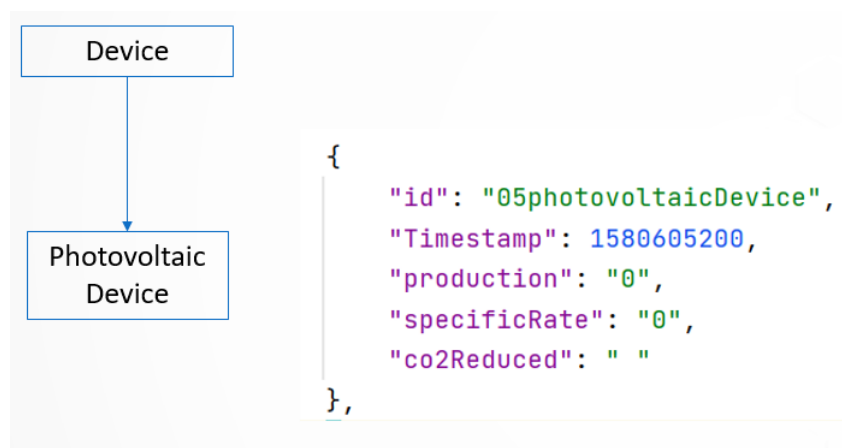 Device
Photovoltaic
Device
{
"id": "05photovoltaicDevice",
"Timestamp": 1580605200,
"production": "0",
"specificRate": "0",
"co2Reduced": " "
},